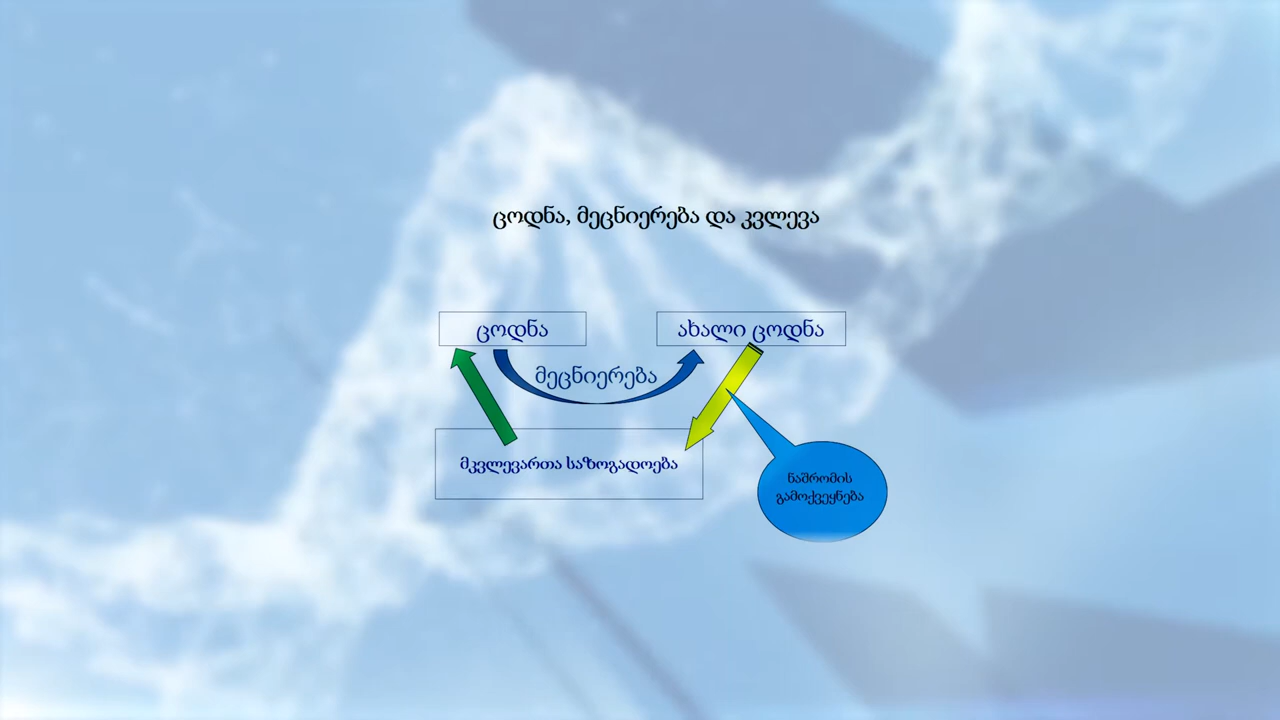 ცოდნა, მეცნიერება და კვლევა
ცოდნა
ახალი ცოდნა
მეცნიერება
მკვლევართა საზოგადოება
ნაშრომის
გამოქვეყნება